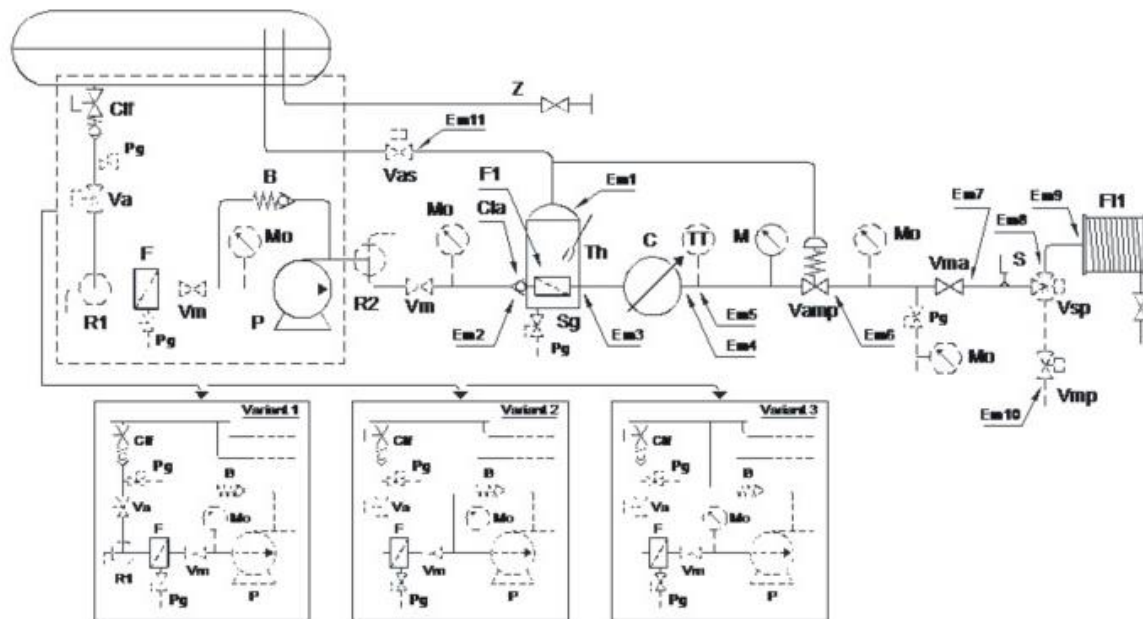 Z
Clf
Em11
Pg
Vas
F1
Em1
B
Va
Mo
Cla
Em7
Em9
Fl1
Em8
Mo
Th
C
TT
M
Mo
F
Vma
S
R1
Vm
P
R2
Vm
Sg
Em5
Vamp
Pg
Vsp
Pg
Em2
Pg
Em3
Em4
Em6
Mo
Vmp
Em10
Variant 1
Clf
Pg
B
Va
Mo
F
R1
Vm
P
Pg
Variant 2
Clf
Pg
B
Va
Mo
F
Vm
P
Pg
Variant 3
Clf
Pg
B
Va
Mo
F
Vm
P
Pg